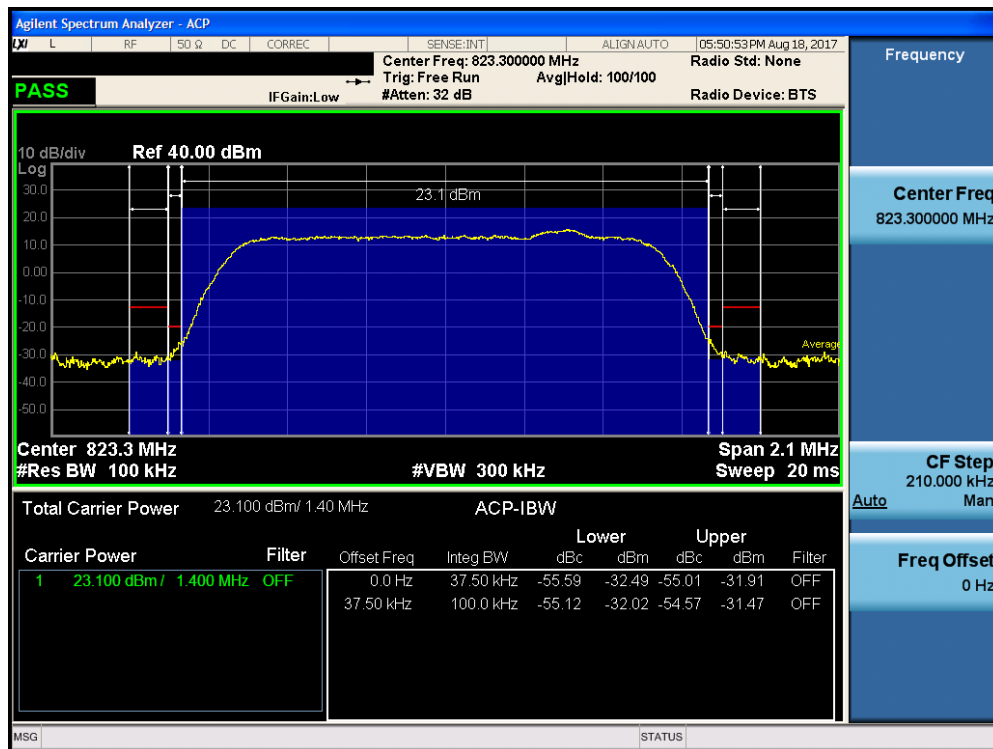 Agilent Spectrum Analyzer - ACP
LXI L RF 50 Ω DC CORREC SENSE:INT ALIGN AUTO 05:50:53 PM Aug 18, 2017
Center Freq: 823.300000 MHz Radio Std: None
Trig: Free Run Avg|Hold: 100/100
PASS IFGain:Low #Atten: 32 dB Radio Device: BTS
10 dB/div Ref 40.00 dBm
Log
30.0
23.1 dBm
20.0
10.0
0.00
-10.0
-20.0
Average
-30.0
-40.0
-50.0
Center 823.3 MHz Span 2.1 MHz
#Res BW 100 kHz #VBW 300 kHz Sweep 20 ms
Total Carrier Power 23.100 dBm/ 1.40 MHz ACP-IBW
Lower Upper
Carrier Power Filter Offset Freq Integ BW dBc dBm dBc dBm Filter
1 23.100 dBm / 1.400 MHz OFF 0.0 Hz 37.50 kHz -55.59 -32.49 -55.01 -31.91 OFF
37.50 kHz 100.0 kHz -55.12 -32.02 -54.57 -31.47 OFF
MSG STATUS
Frequency
Center Freq
823.300000 MHz
CF Step
210.000 kHz
Auto Man
Freq Offset
0 Hz